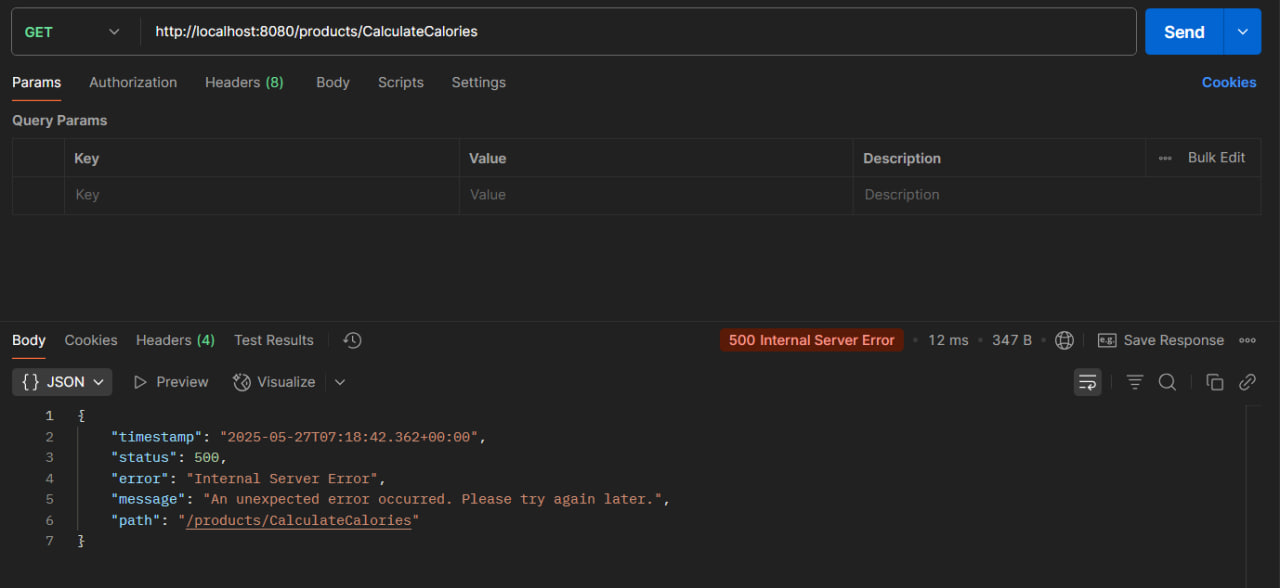 GET http://localhost:8080/products/CalculateCalories Send
Params Authorization Headers (8) Body Scripts Settings Cookies
Query Params
Key Value Description Bulk Edit
Key Value Description
Body Cookies Headers (4) Test Results 500 Internal Server Error 12 ms 347 B e.g. Save Response
{} JSON Preview Visualize
1 {
2 "timestamp": "2025-05-27T07:18:42.362+00:00",
3 "status": 500,
4 "error": "Internal Server Error",
5 "message": "An unexpected error occurred. Please try again later.",
6 "path": "/products/CalculateCalories"
7 }